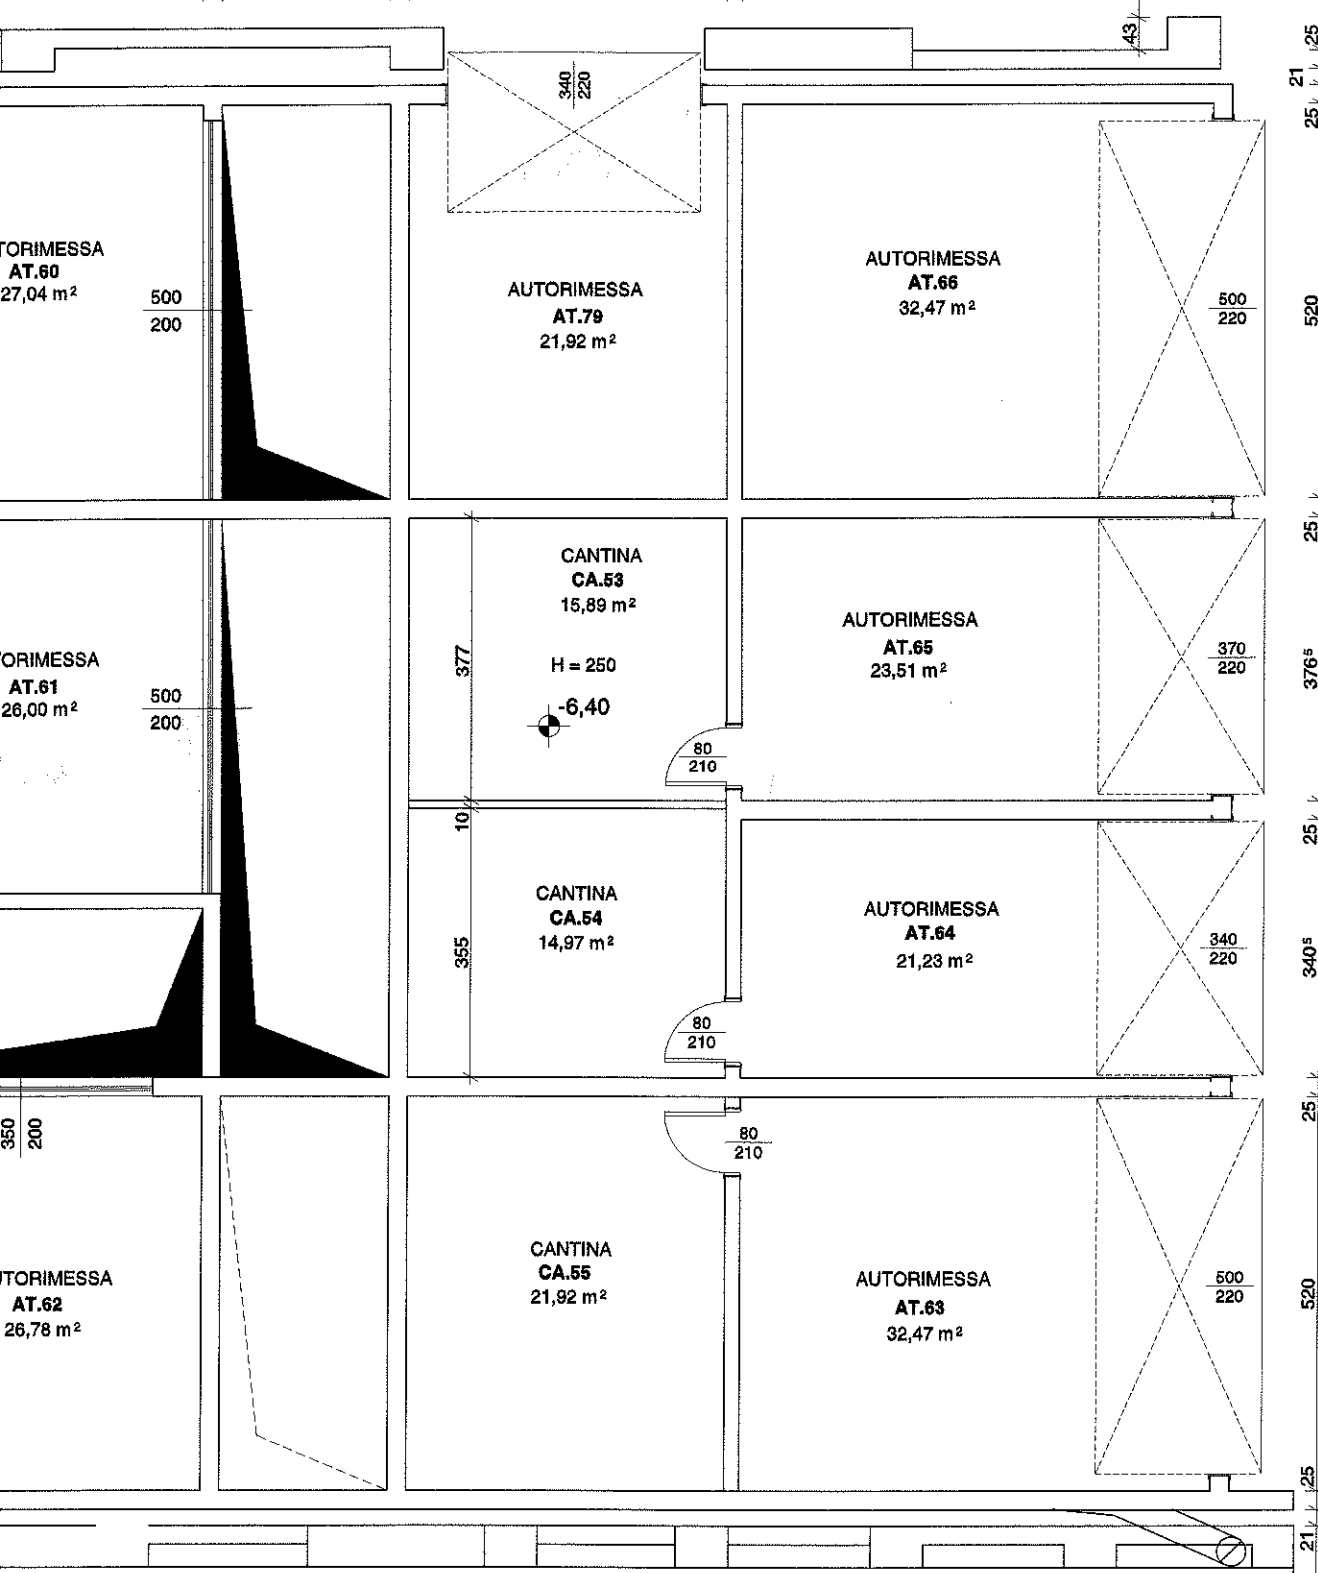 43
25
21
25
340
220
TORIMESSA
AT.60
27,04 m²
500
200
AUTORIMESSA
AT.79
21,92 m²
AUTORIMESSA
AT.66
32,47 m²
500
220
520
CANTINA
CA.53
15,89 m²
H = 250
-6,40
377
AUTORIMESSA
AT.65
23,51 m²
370
220
25
376⁵
ORIMESSA
AT.61
26,00 m²
500
200
80
210
10
25
CANTINA
CA.54
14,97 m²
355
AUTORIMESSA
AT.64
21,23 m²
340
220
340⁵
80
210
350
200
80
210
25
TORIMESSA
AT.62
26,78 m²
CANTINA
CA.55
21,92 m²
AUTORIMESSA
AT.63
32,47 m²
500
220
520
25
21